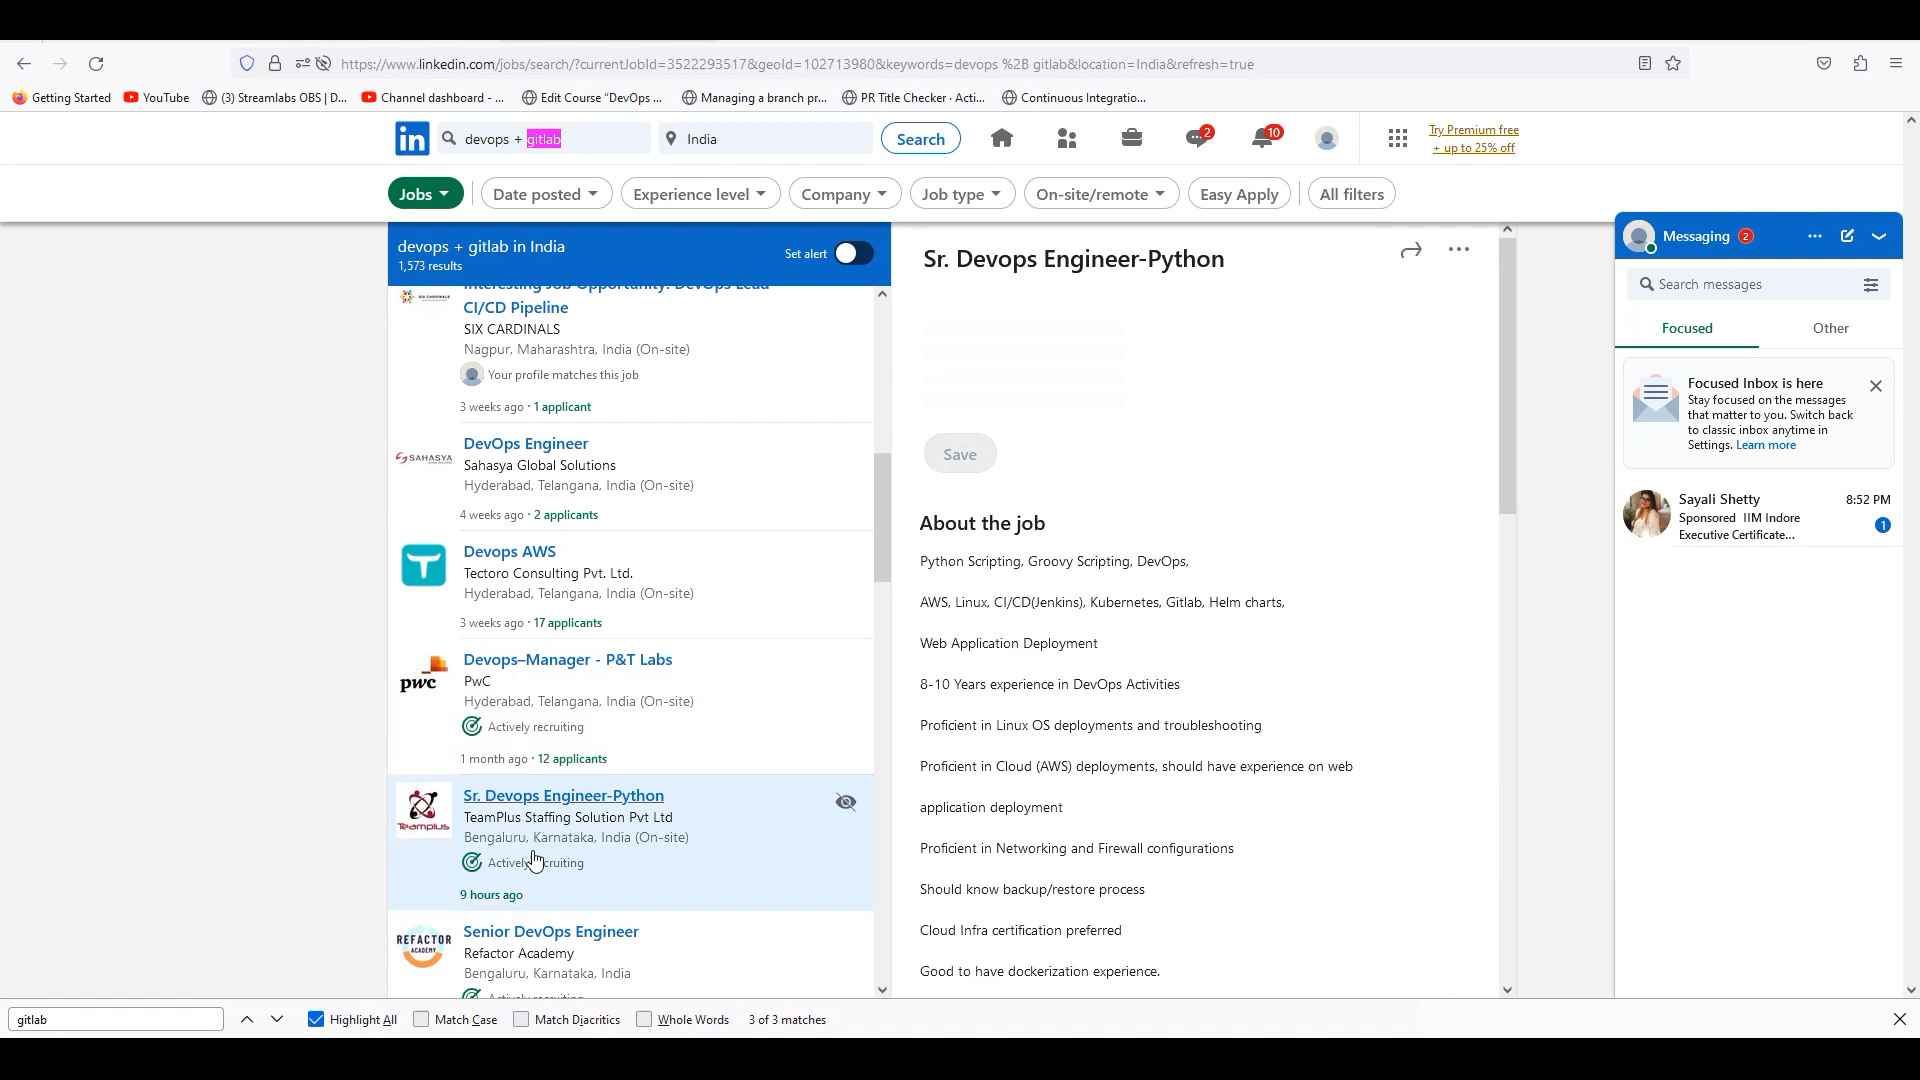 https://www.linkedin.com/jobs/search/?currentJobId=3522293517&geoId=102713980&keywords=devops %2B gitlab&location=India&refresh=true
Getting Started
YouTube
(3) Streamlabs OBS | D...
Channel dashboard - ...
Edit Course “DevOps ...
Managing a branch pr...
PR Title Checker · Acti...
Continuous Integratio...
in
devops + gitlab
India
Search
2
10
Try Premium free
+ up to 25% off
Jobs
Date posted
Experience level
Company
Job type
On-site/remote
Easy Apply
All filters
devops + gitlab in India
1,573 results
Set alert
SIX CARDINALS
Interesting Job Opportunity: DevOps Lead
CI/CD Pipeline
SIX CARDINALS
Nagpur, Maharashtra, India (On-site)
Your profile matches this job
3 weeks ago · 1 applicant
SAHASYA
DevOps Engineer
Sahasya Global Solutions
Hyderabad, Telangana, India (On-site)
4 weeks ago · 2 applicants
Devops AWS
Tectoro Consulting Pvt. Ltd.
Hyderabad, Telangana, India (On-site)
3 weeks ago · 17 applicants
pwc
Devops–Manager - P&T Labs
PwC
Hyderabad, Telangana, India (On-site)
Actively recruiting
1 month ago · 12 applicants
Teamplus
Sr. Devops Engineer-Python
TeamPlus Staffing Solution Pvt Ltd
Bengaluru, Karnataka, India (On-site)
Actively recruiting
9 hours ago
REFACTOR
ACADEMY
Senior DevOps Engineer
Refactor Academy
Bengaluru, Karnataka, India
Actively recruiting
Sr. Devops Engineer-Python
Save
About the job
Python Scripting, Groovy Scripting, DevOps,
AWS, Linux, CI/CD(Jenkins), Kubernetes, Gitlab, Helm charts,
Web Application Deployment
8-10 Years experience in DevOps Activities
Proficient in Linux OS deployments and troubleshooting
Proficient in Cloud (AWS) deployments, should have experience on web
application deployment
Proficient in Networking and Firewall configurations
Should know backup/restore process
Cloud Infra certification preferred
Good to have dockerization experience.
Messaging 2
Search messages
Focused
Other
Focused Inbox is here
Stay focused on the messages
that matter to you. Switch back
to classic inbox anytime in
Settings. Learn more
Sayali Shetty
8:52 PM
Sponsored IIM Indore
Executive Certificate...
1
gitlab
Highlight All
Match Case
Match Diacritics
Whole Words
3 of 3 matches